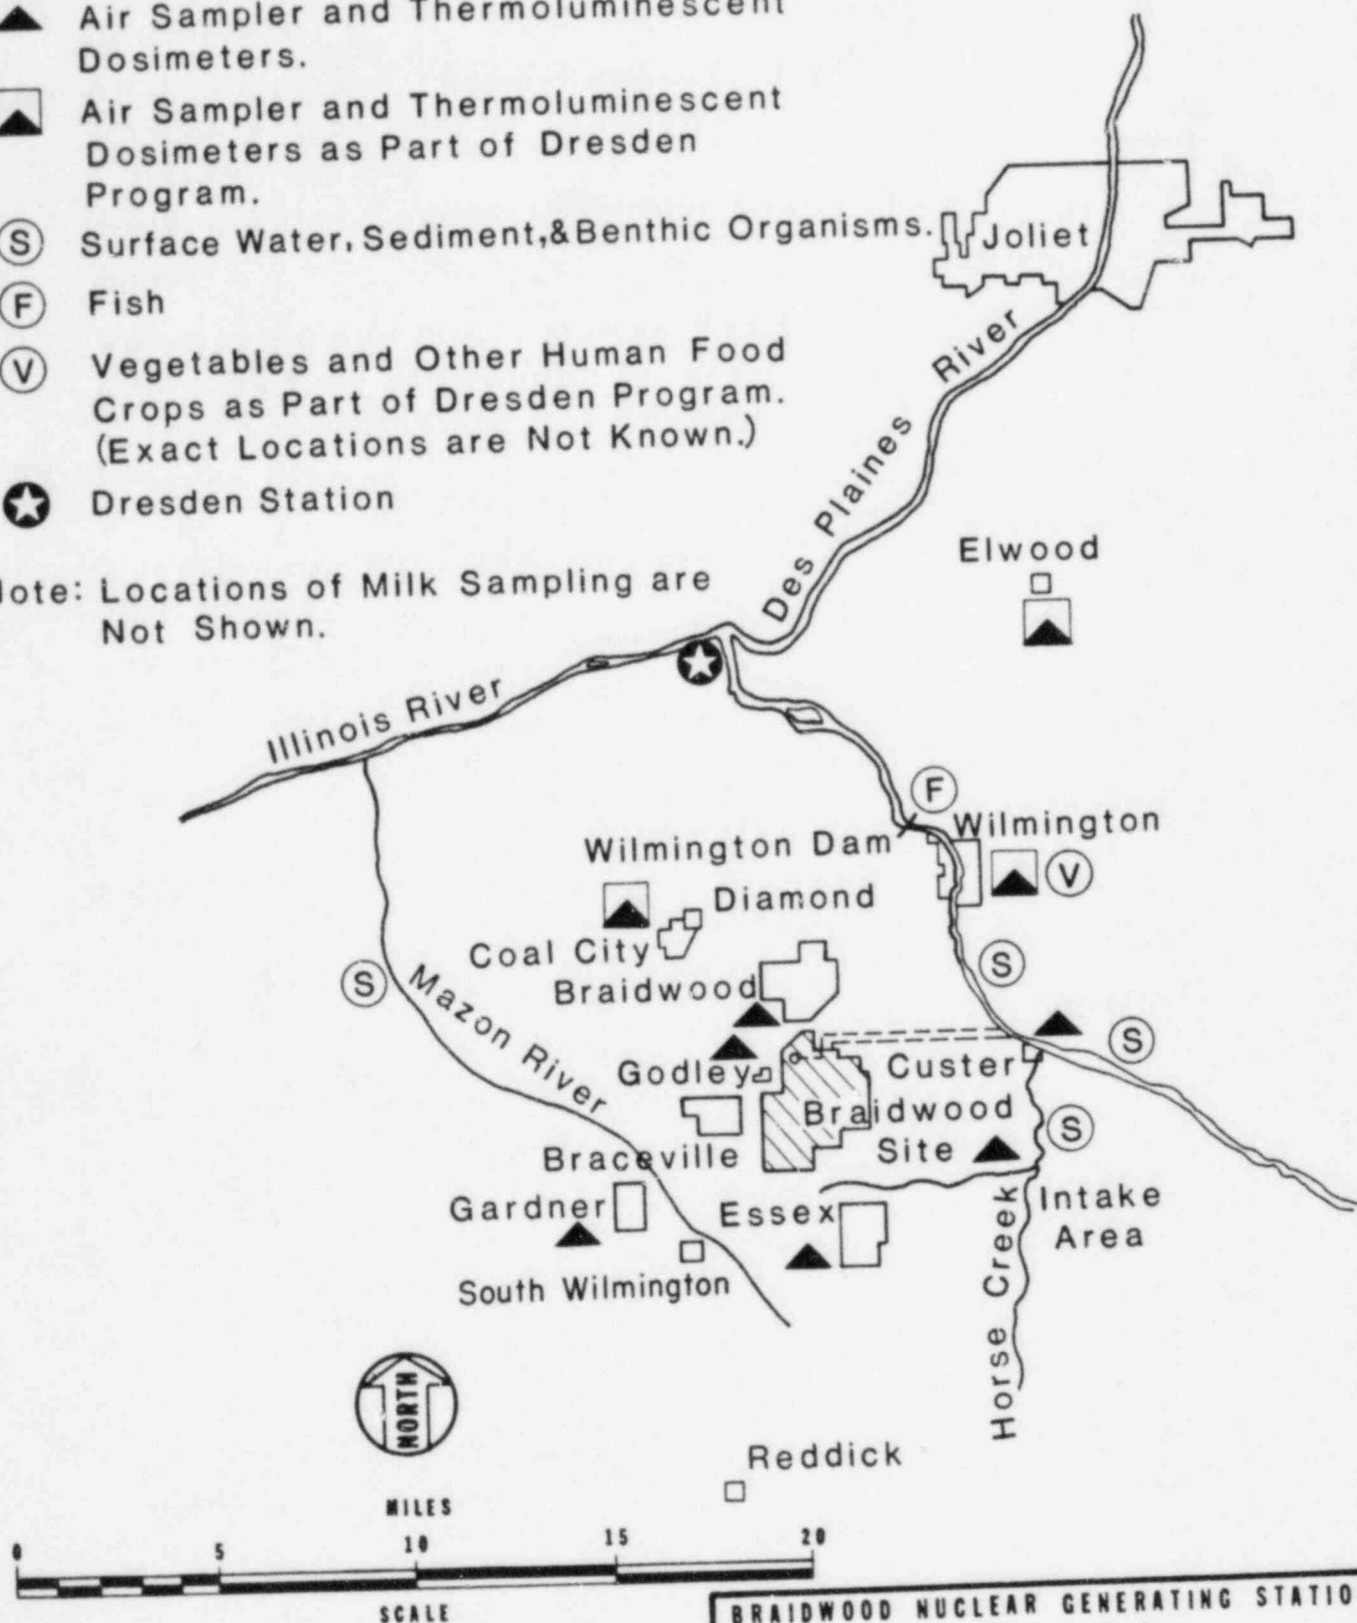 Air Sampler and Thermoluminescent
Dosimeters.
Air Sampler and Thermoluminescent
Dosimeters as Part of Dresden
Program.
S Surface Water, Sediment, & Benthic Organisms.
F Fish
V Vegetables and Other Human Food
Crops as Part of Dresden Program.
(Exact Locations are Not Known.)
Dresden Station
Note: Locations of Milk Sampling are
Not Shown.
Joliet
Des Plaines River
Elwood
Illinois River
F
Wilmington
Wilmington Dam
V
Diamond
Coal City
S
S
Mazon River
Braidwood
S
Godley
Custer
Braidwood
Site
S
Braceville
Gardner
Essex
Intake
Area
Horse Creek
South Wilmington
NORTH
Reddick
MILES
0 5 10 15 20
SCALE
BRAIDWOOD NUCLEAR GENERATING STATIO